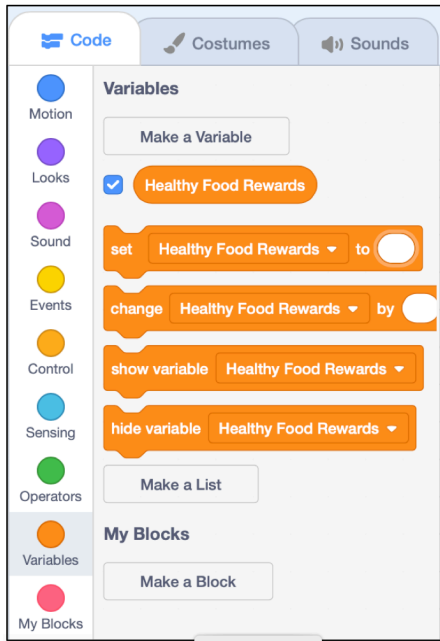 Code
Costumes
Sounds
Motion
Looks
Sound
Events
Control
Sensing
Operators
Variables
My Blocks
Variables
Make a Variable
Healthy Food Rewards
set Healthy Food Rewards to
change Healthy Food Rewards by
show variable Healthy Food Rewards
hide variable Healthy Food Rewards
Make a List
My Blocks
Make a Block